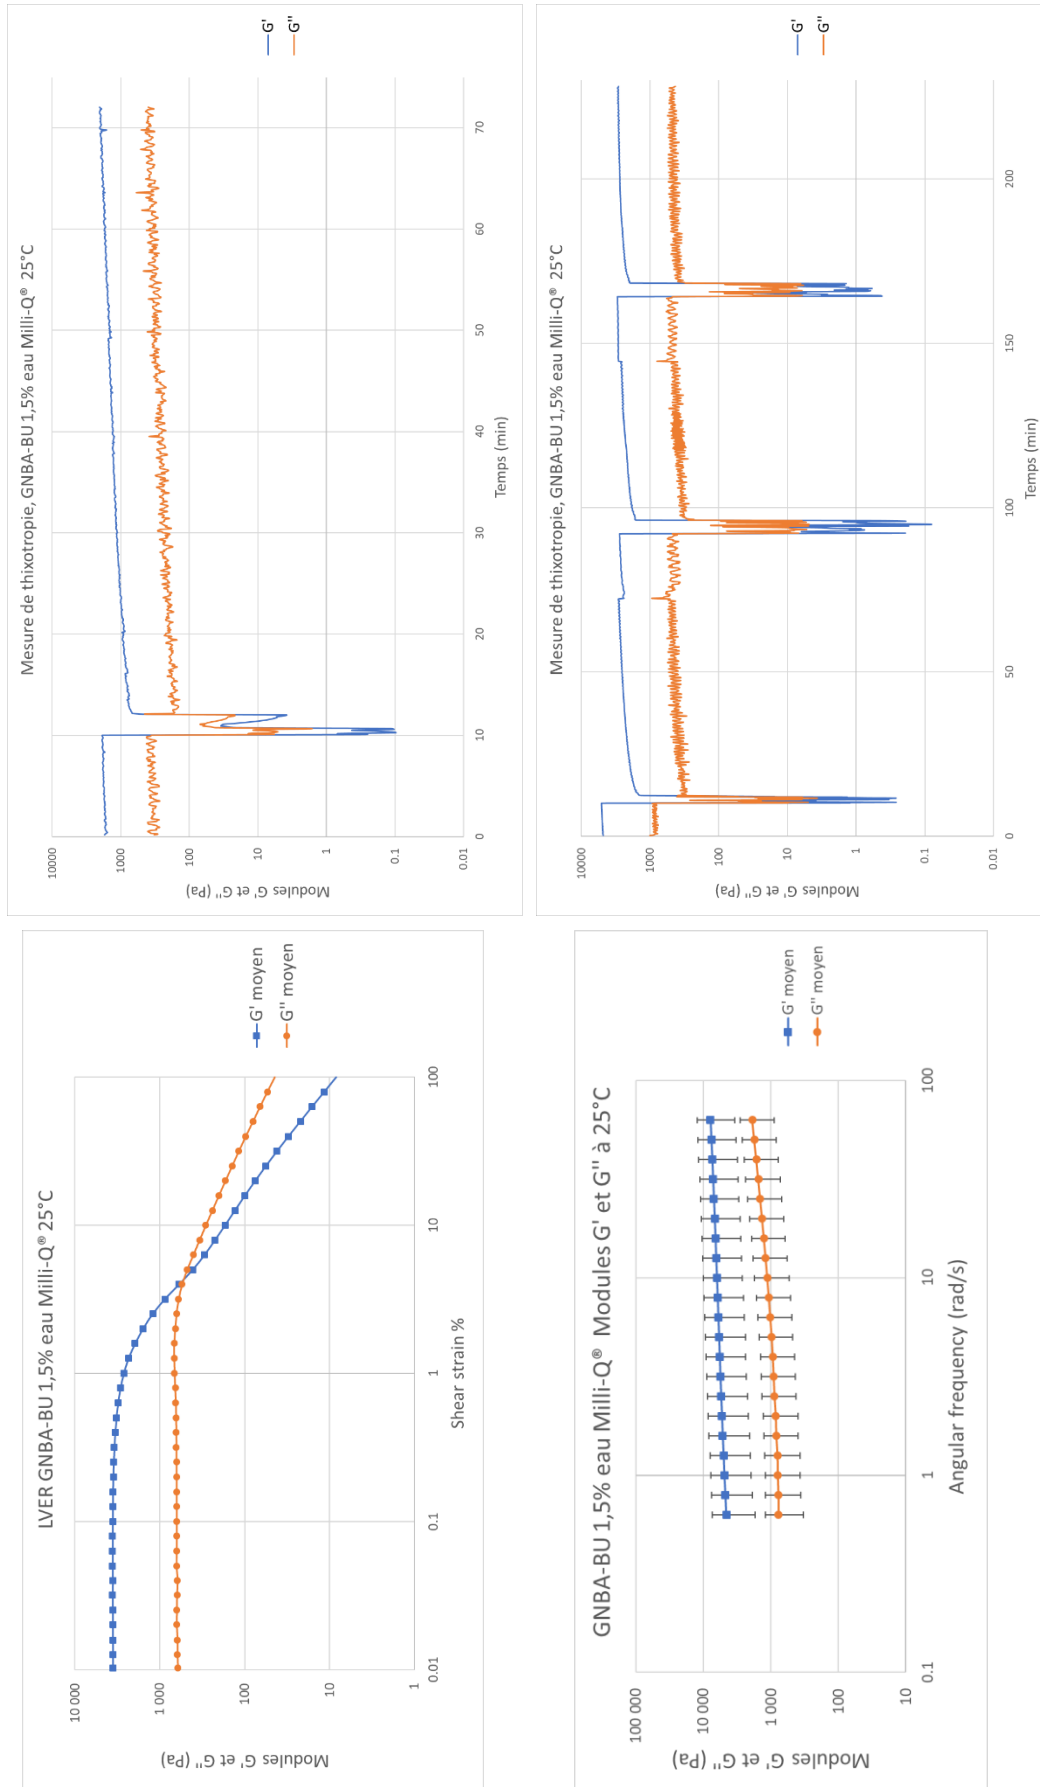 LVER GNBA-BU 1,5% eau Milli-Q® 25°C
Modules G' et G'' (Pa)
10 000
1 000
100
10
1
0.01
0.1
1
10
100
Shear strain %
G' moyen
G'' moyen
Mesure de thixotropie, GNBA-BU 1,5% eau Milli-Q® 25°C
Modules G' et G'' (Pa)
10000
1000
100
10
1
0.1
0.01
0
10
20
30
40
50
60
70
Temps (min)
G'
G''
GNBA-BU 1,5% eau Milli-Q® Modules G' et G'' à 25°C
Modules G' et G'' (Pa)
100 000
10 000
1 000
100
10
0.1
1
10
100
Angular frequency (rad/s)
G' moyen
G'' moyen
Mesure de thixotropie, GNBA-BU 1,5% eau Milli-Q® 25°C
Modules G' et G'' (Pa)
10000
1000
100
10
1
0.1
0.01
0
50
100
150
200
Temps (min)
G'
G''